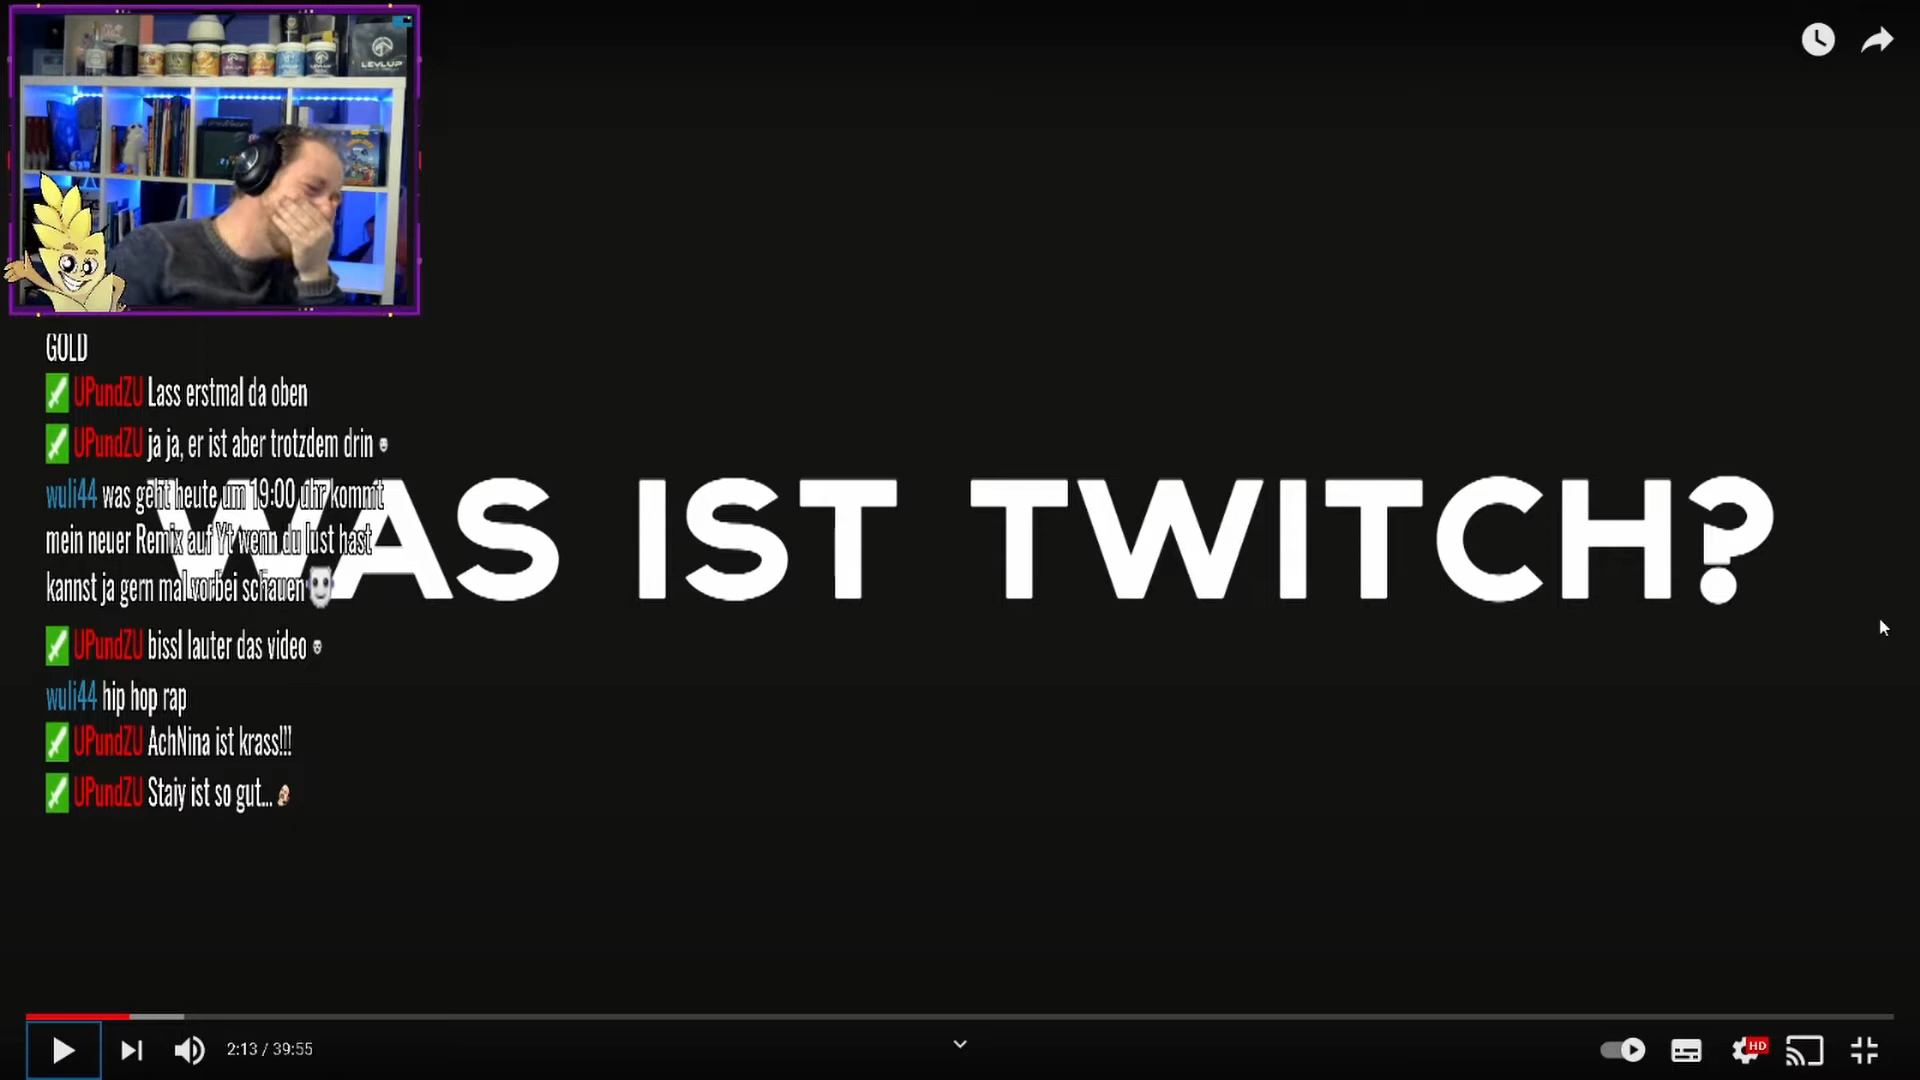 LEVLUP
GOLD
UPundZU Lass erstmal da oben
UPundZU ja ja, er ist aber trotzdem drin
wuli44 was geht heute um 19:00 uhr kommt
mein neuer Remix auf Yt wenn du lust hast
kannst ja gern mal vorbei schauen
WAS IST TWITCH?
UPundZU bissl lauter das video
wuli44 hip hop rap
UPundZU AchNina ist krass!!!
UPundZU Staiy ist so gut...
2:13 / 39:55
HD